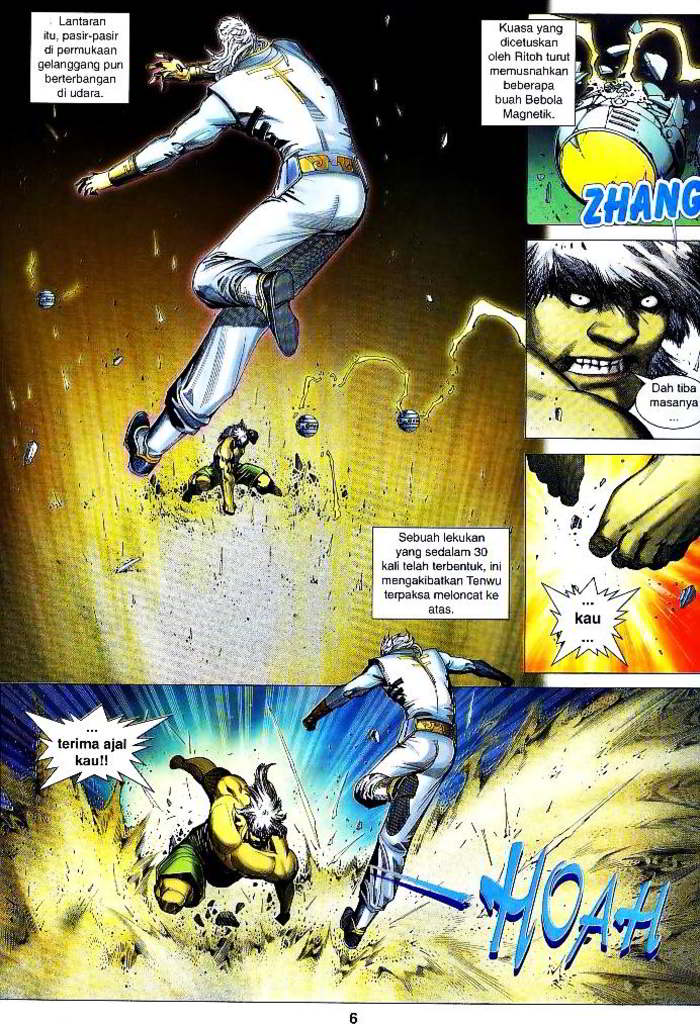 Lantaran
itu, pasir-pasir
di permukaan
gelanggang pun
berterbangan
di udara.
Kuasa yang
dicetuskan
oleh Ritoh turut
memusnahkan
beberapa
buah Bebola
Magnetik.
ZHANG
Dah tiba
masanya
...
Sebuah lekukan
yang sedalam 30
kali telah terbentuk, ini
mengakibatkan Tenwu
terpaksa meloncat ke
atas.
...
kau
...
...
terima ajal
kau!!
HOAH
6